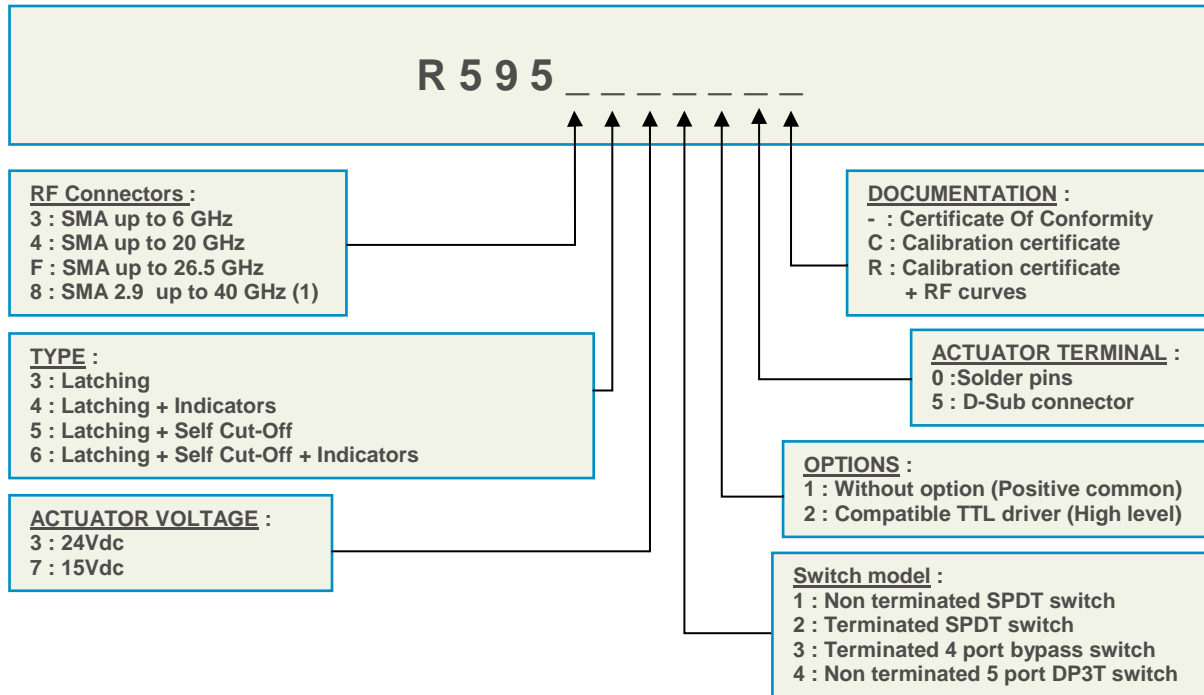 R 5 9 5 _ _ _ _ _ _ _
RF Connectors :
3 : SMA up to 6 GHz
4 : SMA up to 20 GHz
F : SMA up to 26.5 GHz
8 : SMA 2.9 up to 40 GHz (1)
TYPE :
3 : Latching
4 : Latching + Indicators
5 : Latching + Self Cut-Off
6 : Latching + Self Cut-Off + Indicators
ACTUATOR VOLTAGE :
3 : 24Vdc
7 : 15Vdc
DOCUMENTATION :
- : Certificate Of Conformity
C : Calibration certificate
R : Calibration certificate
+ RF curves
ACTUATOR TERMINAL :
0 :Solder pins
5 : D-Sub connector
OPTIONS :
1 : Without option (Positive common)
2 : Compatible TTL driver (High level)
Switch model :
1 : Non terminated SPDT switch
2 : Terminated SPDT switch
3 : Terminated 4 port bypass switch
4 : Non terminated 5 port DP3T switch